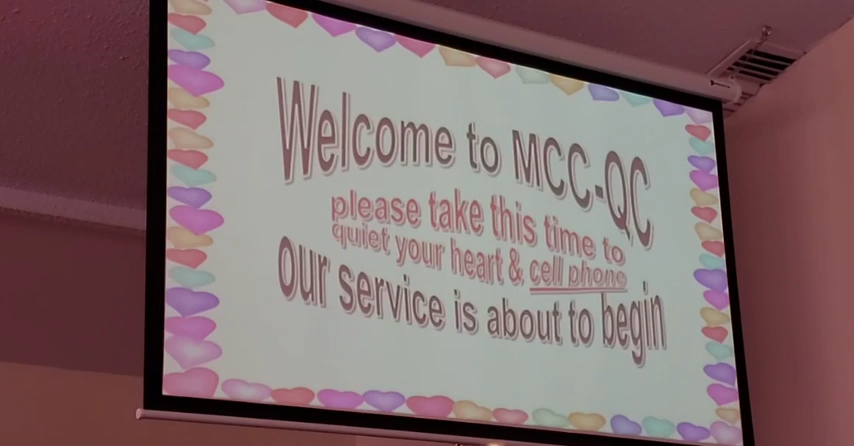 Welcome to MCC-QC
please take this time to
quiet your heart & cell phone
our service is about to begin